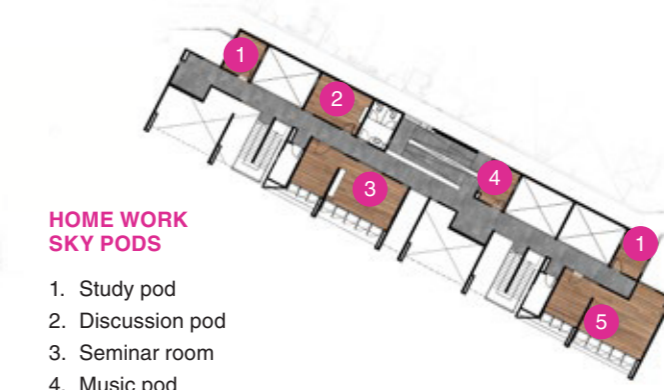 1
2
3
4
1
5
HOME WORK
SKY PODS
1. Study pod
2. Discussion pod
3. Seminar room
4. Music pod